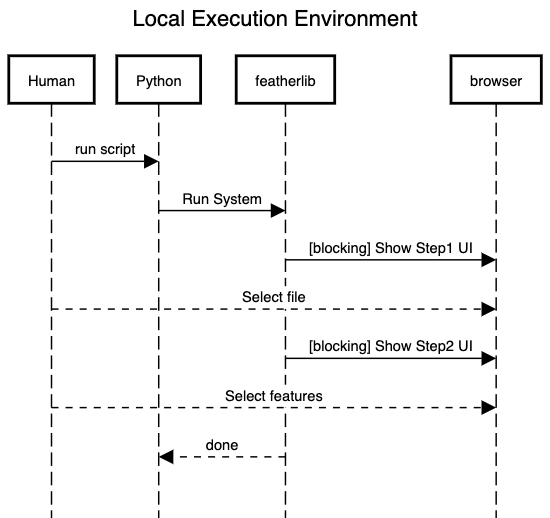 Local Execution Environment
Human
Python
featherlib
browser
run script
Run System
[blocking] Show Step1 UI
Select file
[blocking] Show Step2 UI
Select features
done